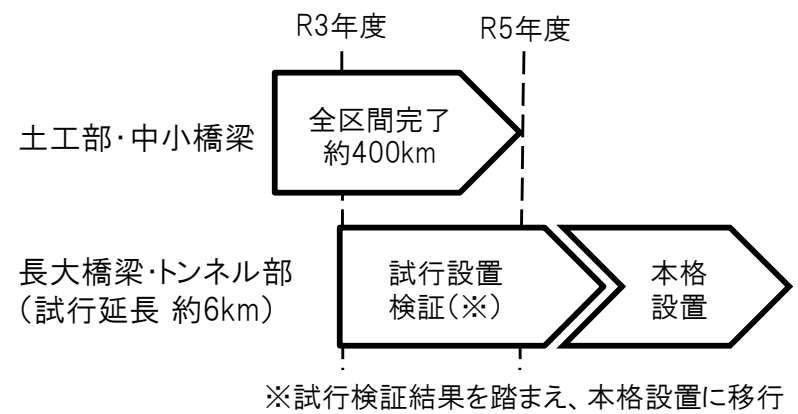 R3年度
R5年度
土工部・中小橋梁
全区間完了
約400km
長大橋梁・トンネル部
（試行延長 約6km）
試行設置
検証（※）
本格
設置
※試行検証結果を踏まえ、本格設置に移行